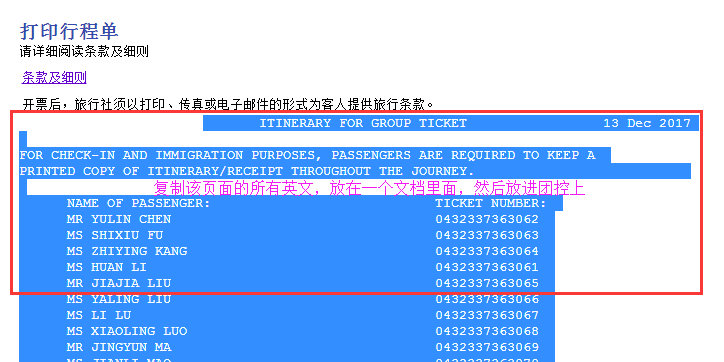 打印行程单
请详细阅读条款及细则
条款及细则
开票后，旅行社须以打印、传真或电子邮件的形式为客人提供旅行条款。
ITINERARY FOR GROUP TICKET 13 Dec 2017
FOR CHECK-IN AND IMMIGRATION PURPOSES, PASSENGERS ARE REQUIRED TO KEEP A
PRINTED COPY OF ITINERARY/RECEIPT THROUGHOUT THE JOURNEY.
复制该页面的所有英文，放在一个文档里面，然后放进团控上
NAME OF PASSENGER: TICKET NUMBER:
MR YULIN CHEN 0432337363062
MS SHIXIU FU 0432337363063
MS ZHIYING KANG 0432337363064
MS HUAN LI 0432337363061
MR JIAJIA LIU 0432337363065
MS YALING LIU 0432337363066
MS LI LU 0432337363067
MS XIAOLING LUO 0432337363068
MR JINGYUN MA 0432337363069
MS JIANLI MAO 0432337363070